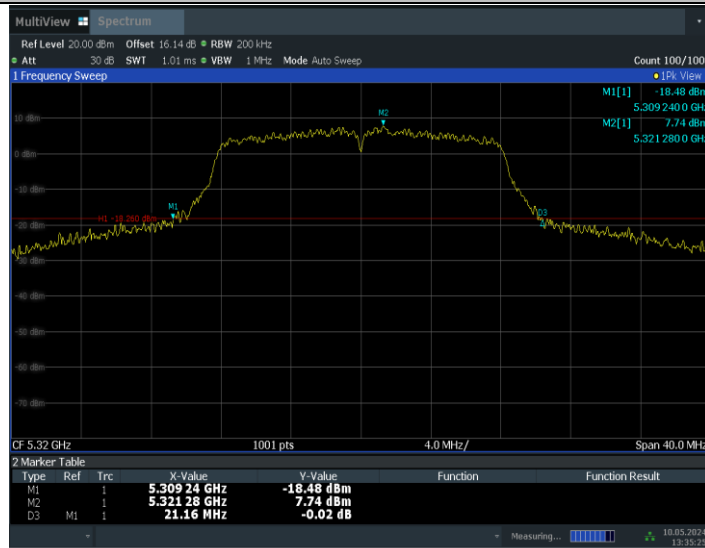 MultiView Spectrum
Ref Level 20.00 dBm Offset 16.14 dB RBW 200 kHz
Att 30 dB SWT 1.01 ms VBW 1 MHz Mode Auto Sweep Count 100/100
1 Frequency Sweep 1Pk View
M1[1] -18.48 dBm
5.309 240 0 GHz
M2[1] 7.74 dBm
5.321 280 0 GHz
M2
10 dBm
0 dBm
-10 dBm
M1
H1 -18.260 dBm
D3
-20 dBm
-30 dBm
-40 dBm
-50 dBm
-60 dBm
-70 dBm
CF 5.32 GHz 1001 pts 4.0 MHz/ Span 40.0 MHz
2 Marker Table
Type Ref Trc X-Value Y-Value Function Function Result
M1 1 5.309 24 GHz -18.48 dBm
M2 1 5.321 28 GHz 7.74 dBm
D3 M1 1 21.16 MHz -0.02 dB
Measuring... 10.05.2024
13:35:25